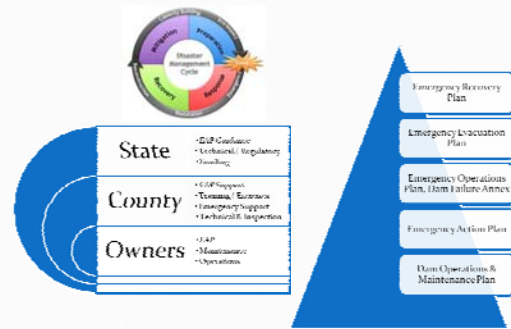 Mitigation
Preparation
Disaster
Management
Cycle
Recovery
Response
State
• EAP Guidance
• Technical / Regulatory
• Funding
County
• EAP Support
• Training / Exercises
• Emergency Support
• Technical & Inspection
Owners
• EAP
• Maintenance
• Operations
Emergency Recovery
Plan
Emergency Evacuation
Plan
Emergency Operations
Plan, Dam Failure Annex
Emergency Action Plan
Dam Operations &
Maintenance Plan